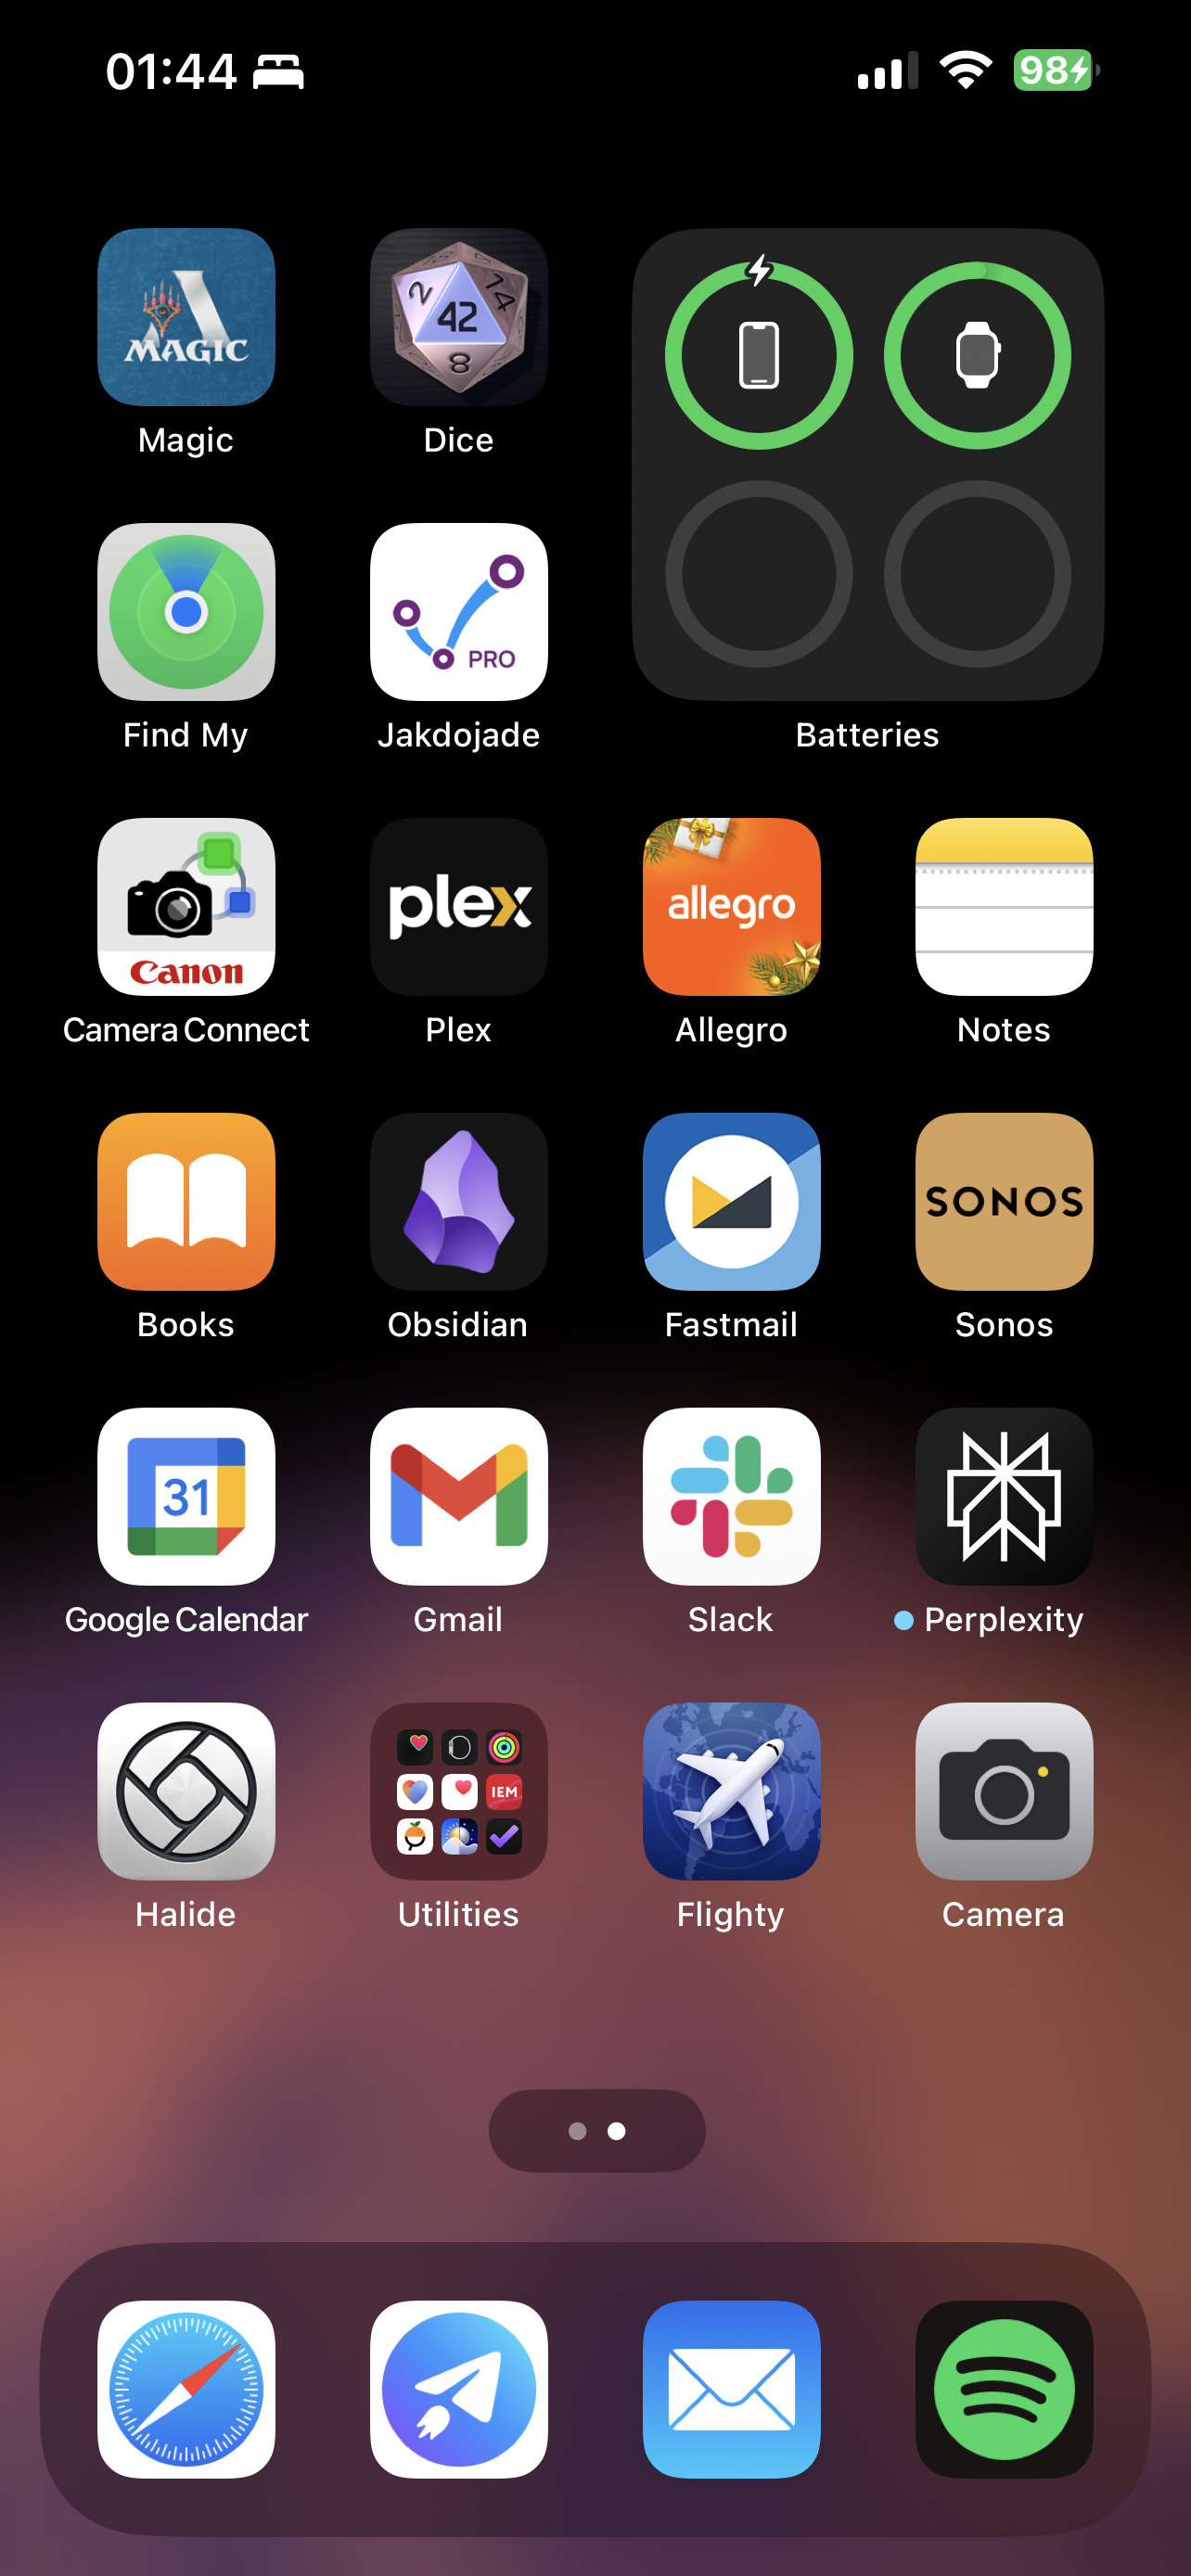 01:44
98
MAGIC
2 14
42
8
Magic
Dice
PRO
Find My
Jakdojade
Batteries
Canon
plex
allegro
Camera Connect
Plex
Allegro
Notes
SONOS
Books
Obsidian
Fastmail
Sonos
31
Google Calendar
Gmail
Slack
Perplexity
IEM
Halide
Utilities
Flighty
Camera